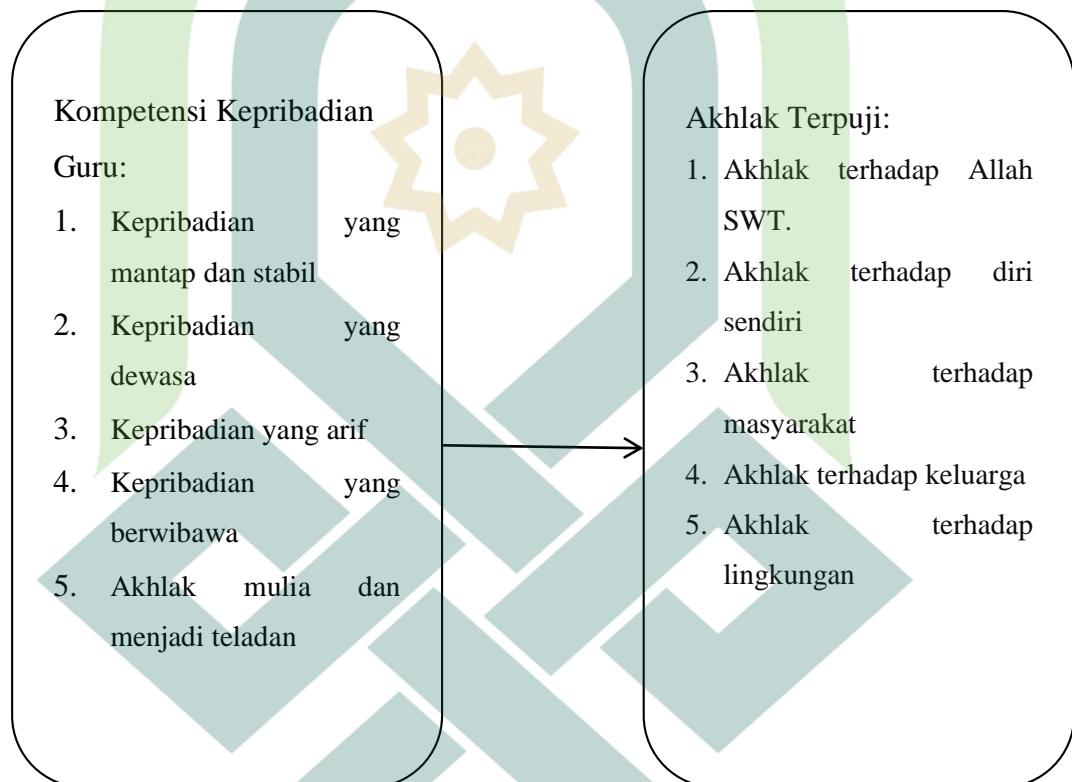 Kompetensi Kepribadian
Guru:
1. Kepribadian yang
mantap dan stabil
2. Kepribadian yang
dewasa
3. Kepribadian yang arif
4. Kepribadian yang
berwibawa
5. Akhlak mulia dan
menjadi teladan
Akhlak Terpuji:
1. Akhlak terhadap Allah
SWT.
2. Akhlak terhadap diri
sendiri
3. Akhlak terhadap
masyarakat
4. Akhlak terhadap keluarga
5. Akhlak terhadap
lingkungan